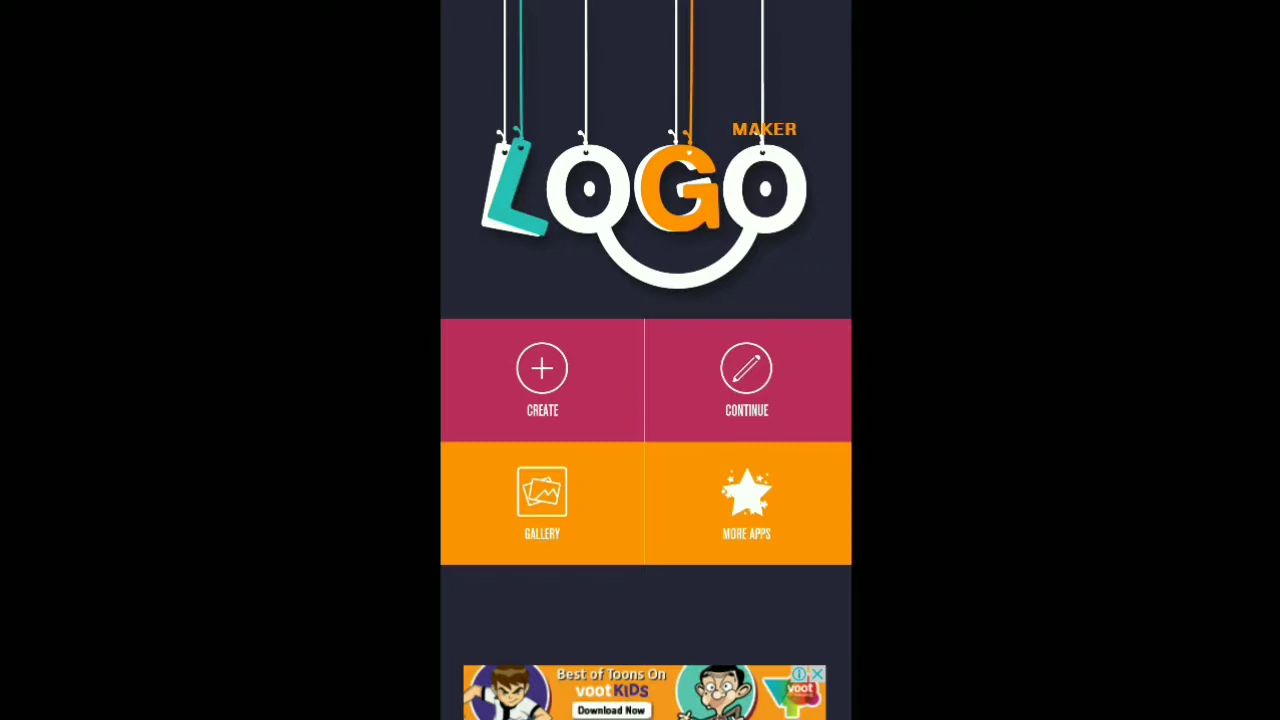 MAKER
LOGO
CREATE
CONTINUE
GALLERY
MORE APPS
Best of Toons On
voot KIDS
Download Now
voot